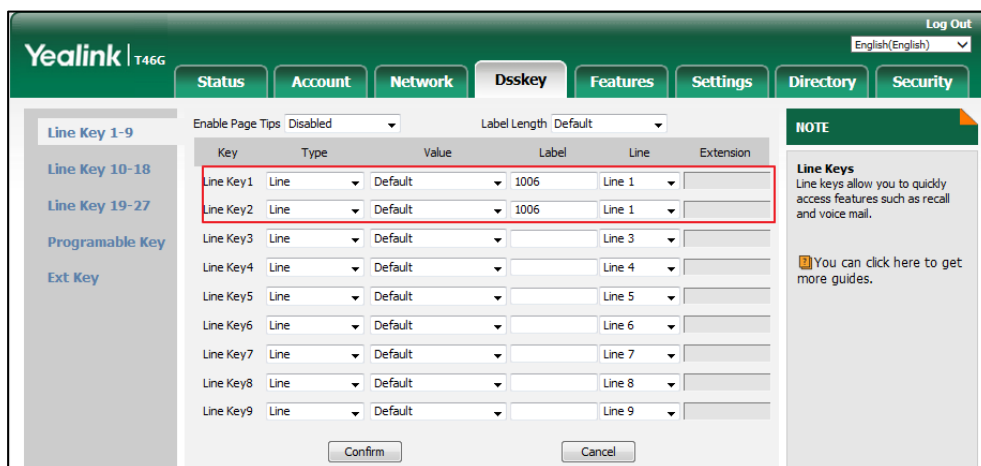 Log Out
Yealink T46G
English(English)
Status Account Network Dsskey Features Settings Directory Security
Line Key 1-9
Line Key 10-18
Line Key 19-27
Programable Key
Ext Key
Enable Page Tips Disabled Label Length Default
Key Type Value Label Line Extension
Line Key1 Line Default 1006 Line 1
Line Key2 Line Default 1006 Line 1
Line Key3 Line Default Line 3
Line Key4 Line Default Line 4
Line Key5 Line Default Line 5
Line Key6 Line Default Line 6
Line Key7 Line Default Line 7
Line Key8 Line Default Line 8
Line Key9 Line Default Line 9
Confirm Cancel
NOTE
Line Keys
Line keys allow you to quickly
access features such as recall
and voice mail.
You can click here to get
more guides.